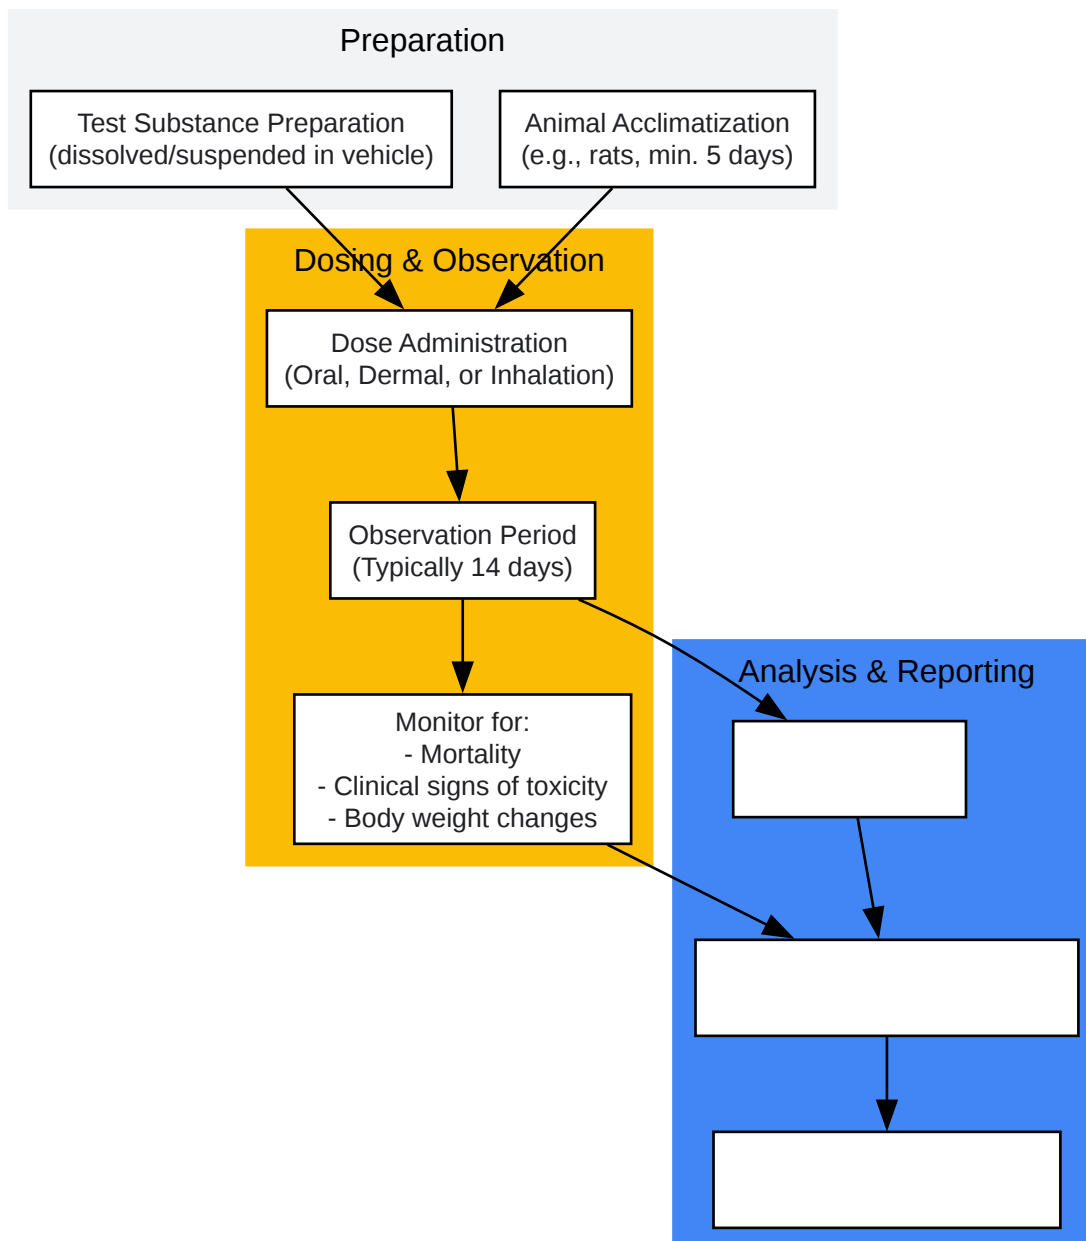 Preparation
Test Substance Preparation
(dissolved/suspended in vehicle)
Animal Acclimatization
(e.g., rats, min. 5 days)
Dosing & Observation
Dose Administration
(Oral, Dermal, or Inhalation)
Observation Period
(Typically 14 days)
Monitor for:
- Mortality
- Clinical signs of toxicity
- Body weight changes
Analysis & Reporting